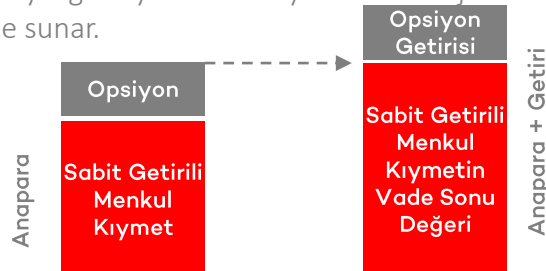 e sunar.
Anapara
Opsiyon
Sabit Getirili
Menkul
Kıymet
Opsiyon
Getirisi
Sabit Getirili
Menkul
Kıymetin
Vade Sonu
Değeri
Anapara + Getiri